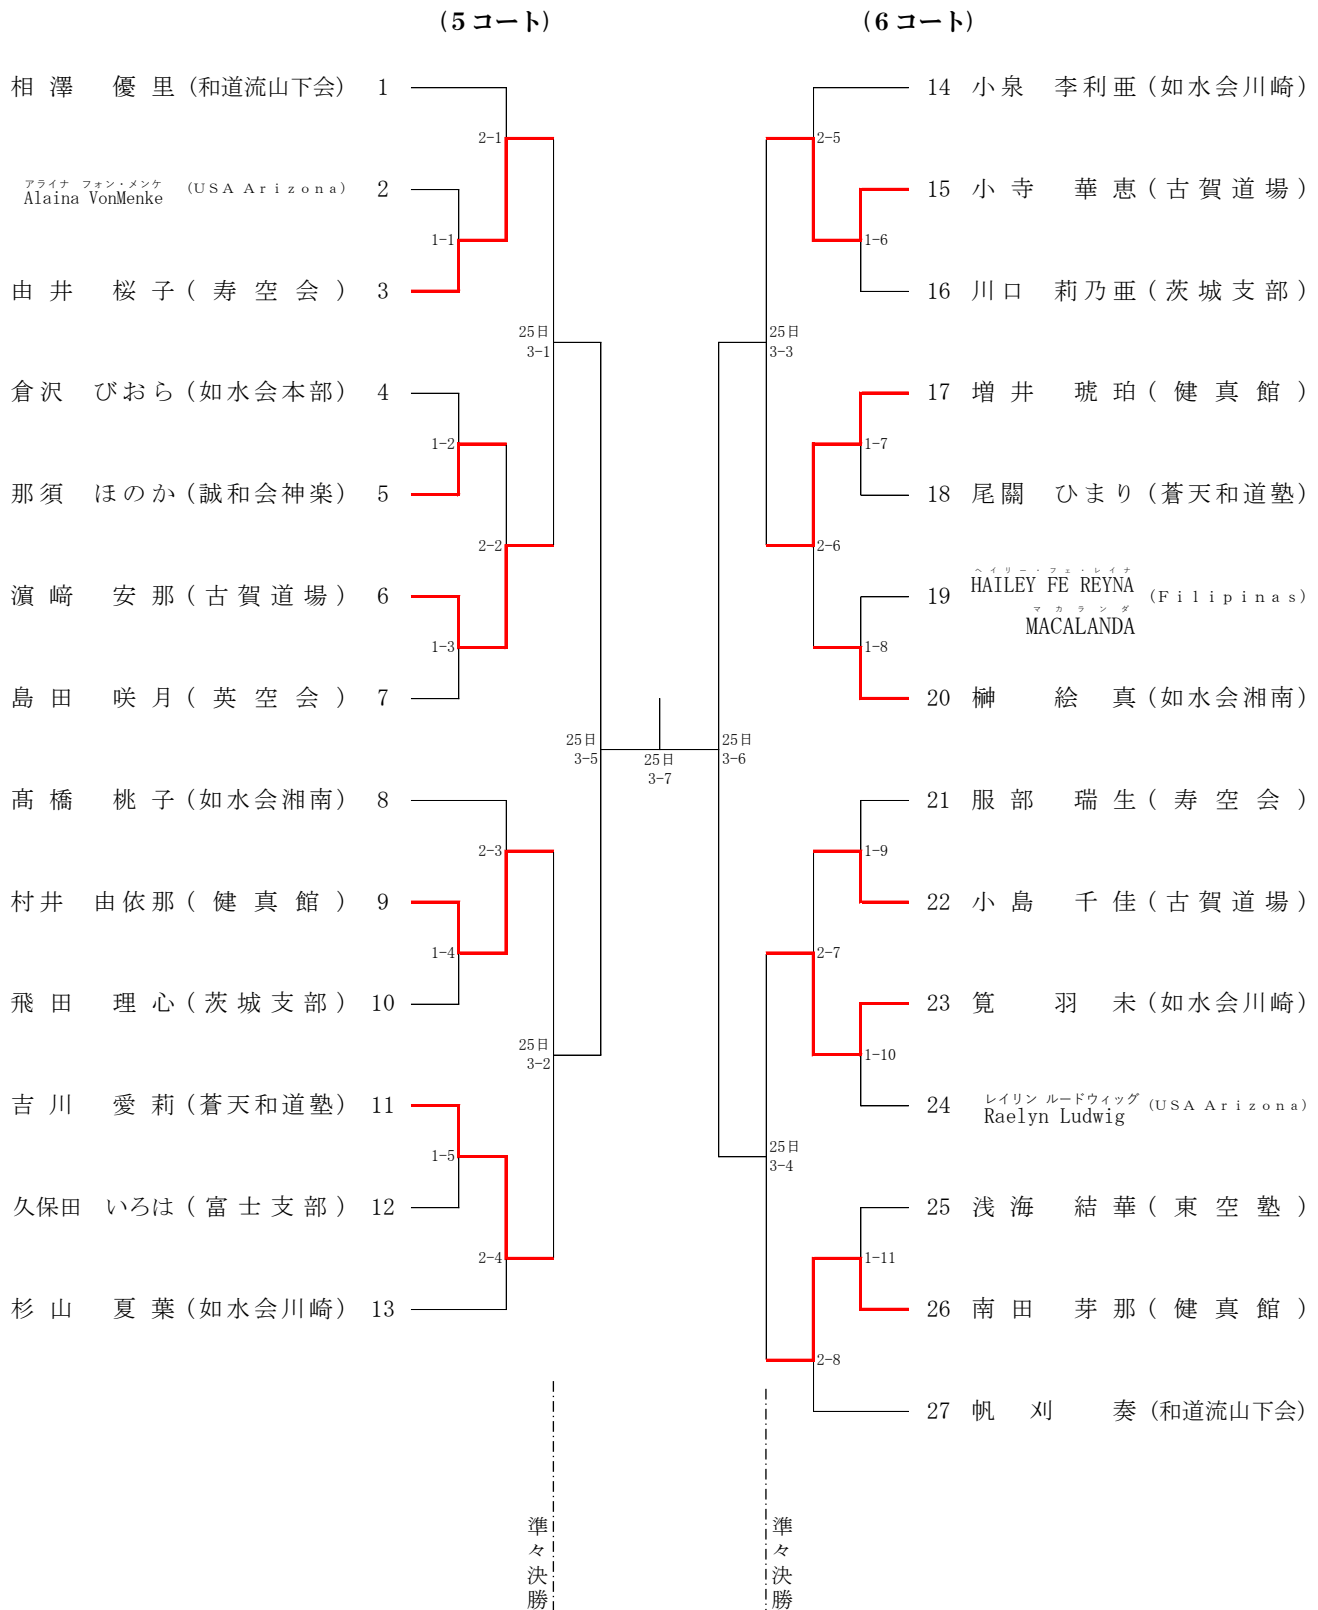 (5コート)
(6コート)
相澤 優里 (和道流山下会) 1
2-1
アライナ フォン・メンケ
Alaina VonMenke (USA Arizona) 2
1-1
由井 桜子 (寿空会) 3
25日
3-1
倉沢 びおら (如水会本部) 4
1-2
那須 ほのか (誠和会神楽) 5
2-2
濵﨑 安那 (古賀道場) 6
1-3
島田 咲月 (英空会) 7
25日
3-5
髙橋 桃子 (如水会湘南) 8
2-3
村井 由依那 (健真館) 9
1-4
飛田 理心 (茨城支部) 10
25日
3-2
吉川 愛莉 (蒼天和道塾) 11
1-5
久保田 いろは (富士支部) 12
2-4
杉山 夏葉 (如水会川崎) 13
25日
3-7
14 小泉 李利亜 (如水会川崎)
2-5
15 小寺 華恵 (古賀道場)
1-6
16 川口 莉乃亜 (茨城支部)
25日
3-3
17 増井 琥珀 (健真館)
1-7
18 尾關 ひまり (蒼天和道塾)
2-6
ヘイリー・フェ・レイナ
19 HAILEY FE REYNA (Filipinas)
マカランダ
MACALANDA
1-8
20 榊 絵真 (如水会湘南)
25日
3-6
21 服部 瑞生 (寿空会)
1-9
22 小島 千佳 (古賀道場)
2-7
23 筧 羽未 (如水会川崎)
1-10
レイリン ルードウィッグ
24 Raelyn Ludwig (USA Arizona)
25日
3-4
25 浅海 結華 (東空塾)
1-11
26 南田 芽那 (健真館)
2-8
27 帆刈 奏 (和道流山下会)
準々決勝
準々決勝